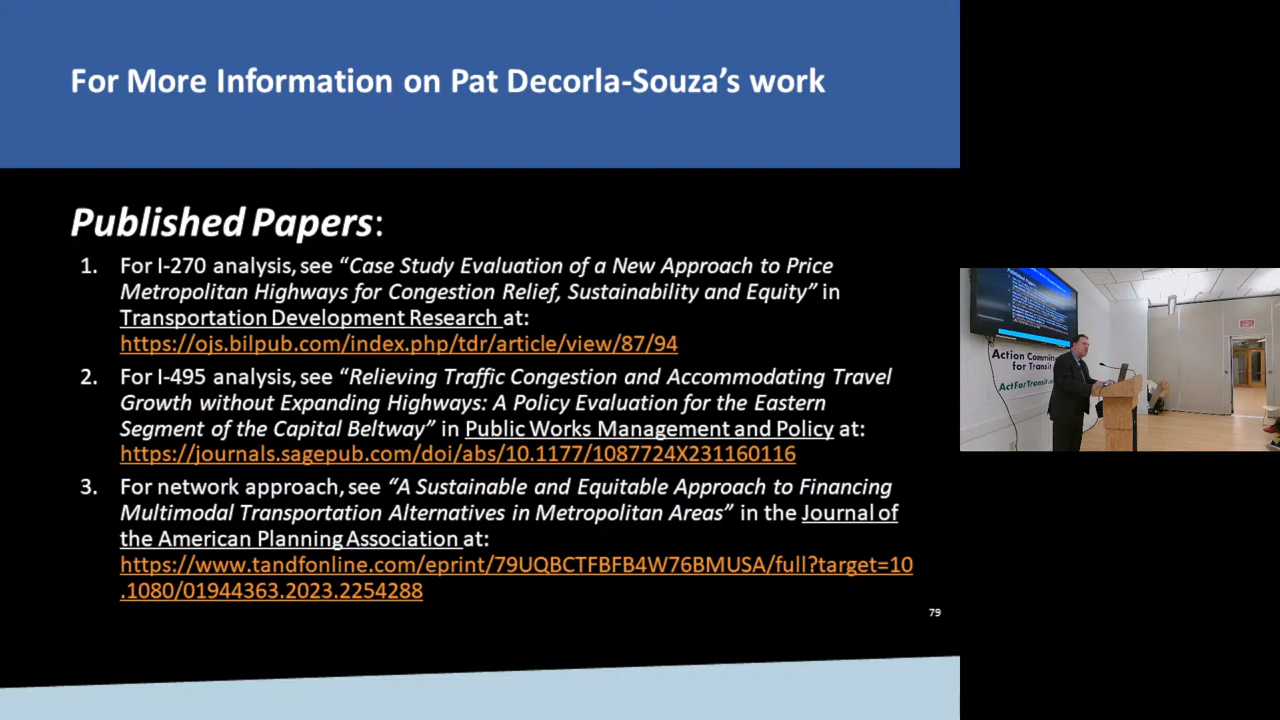 For More Information on Pat Decorla-Souza’s work
Published Papers:
1. For I-270 analysis, see “Case Study Evaluation of a New Approach to Price
Metropolitan Highways for Congestion Relief, Sustainability and Equity” in
Transportation Development Research at:
https://ojs.bilpub.com/index.php/tdr/article/view/87/94
2. For I-495 analysis, see “Relieving Traffic Congestion and Accommodating Travel
Growth without Expanding Highways: A Policy Evaluation for the Eastern
Segment of the Capital Beltway” in Public Works Management and Policy at:
https://journals.sagepub.com/doi/abs/10.1177/1087724X231160116
3. For network approach, see “A Sustainable and Equitable Approach to Financing
Multimodal Transportation Alternatives in Metropolitan Areas” in the Journal of
the American Planning Association at:
https://www.tandfonline.com/eprint/79UQBCTFBFB4W76BMUSA/full?target=10
.1080/01944363.2023.2254288
79
Action Committe
for Transit
ActForTransit.